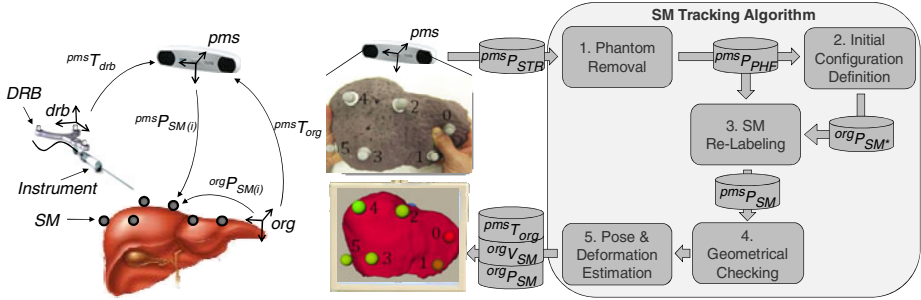 SM Tracking Algorithm
pms
pmsTdrb
DRB
drb
pmsPSM(i)
pmsTorg
Instrument
orgPSM(i)
SM
org
pms
4
2
0
5
3
1
4
2
0
5
3
1
pmsPSTR
1. Phantom
Removal
pmsPPHF
2. Initial
Configuration
Definition
3. SM
Re-Labeling
orgPSM*
pmsPSM
pmsTorg
orgVSM
orgPSM
5. Pose &
Deformation
Estimation
4.
Geometrical
Checking